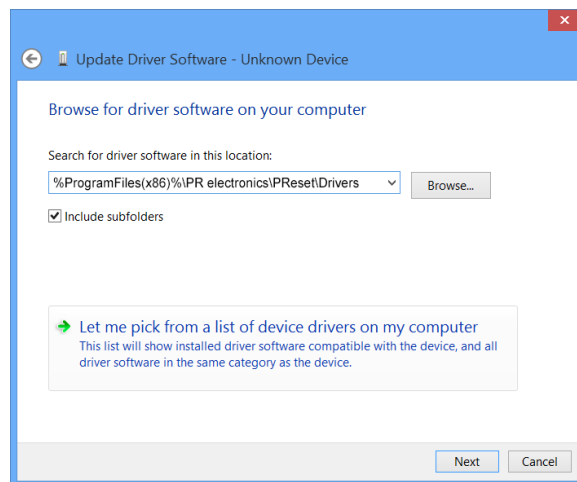 Update Driver Software - Unknown Device
Browse for driver software on your computer
Search for driver software in this location:
%ProgramFiles(x86)%\PR electronics\PReset\Drivers
Browse...
Include subfolders
Let me pick from a list of device drivers on my computer
This list will show installed driver software compatible with the device, and all
driver software in the same category as the device.
Next
Cancel